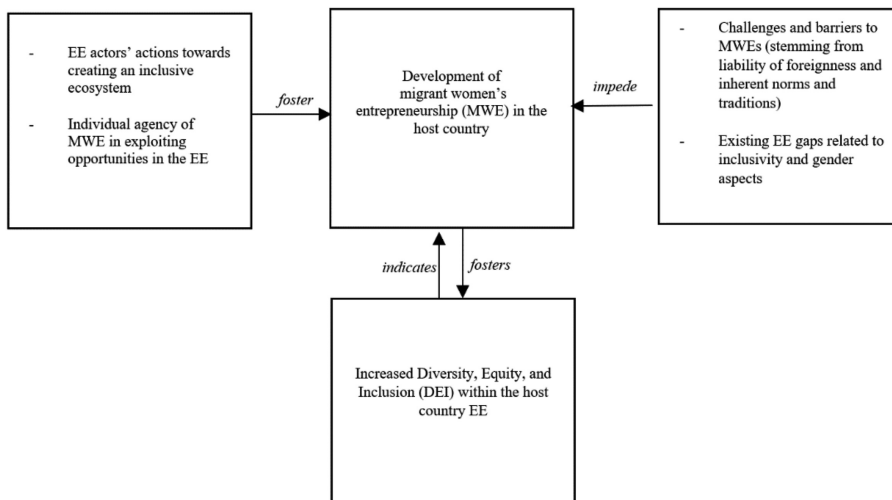 - EE actors' actions towards
creating an inclusive
ecosystem
- Individual agency of
MWE in exploiting
opportunities in the EE
foster
Development of
migrant women's
entrepreneurship (MWE) in the
host country
impede
- Challenges and barriers to
MWEs (stemming from
liability of foreignness and
inherent norms and
traditions)
- Existing EE gaps related to
inclusivity and gender
aspects
indicates
fosters
Increased Diversity, Equity, and
Inclusion (DEI) within the host
country EE